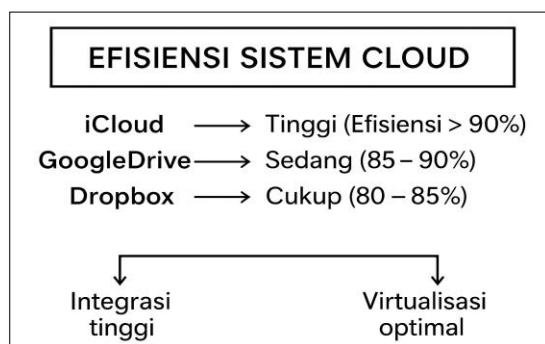 EFISIENSI SISTEM CLOUD
iCloud → Tinggi (Efisiensi > 90%)
GoogleDrive → Sedang (85 – 90%)
Dropbox → Cukup (80 – 85%)
Integrasi
tinggi
Virtualisasi
optimal